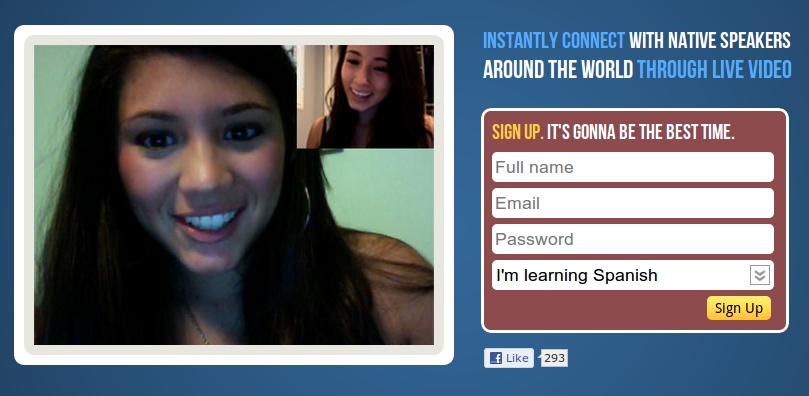 INSTANTLY CONNECT WITH NATIVE SPEAKERS
AROUND THE WORLD THROUGH LIVE VIDEO
SIGN UP. IT'S GONNA BE THE BEST TIME.
Full name
Email
Password
I'm learning Spanish
Sign Up
Like 293